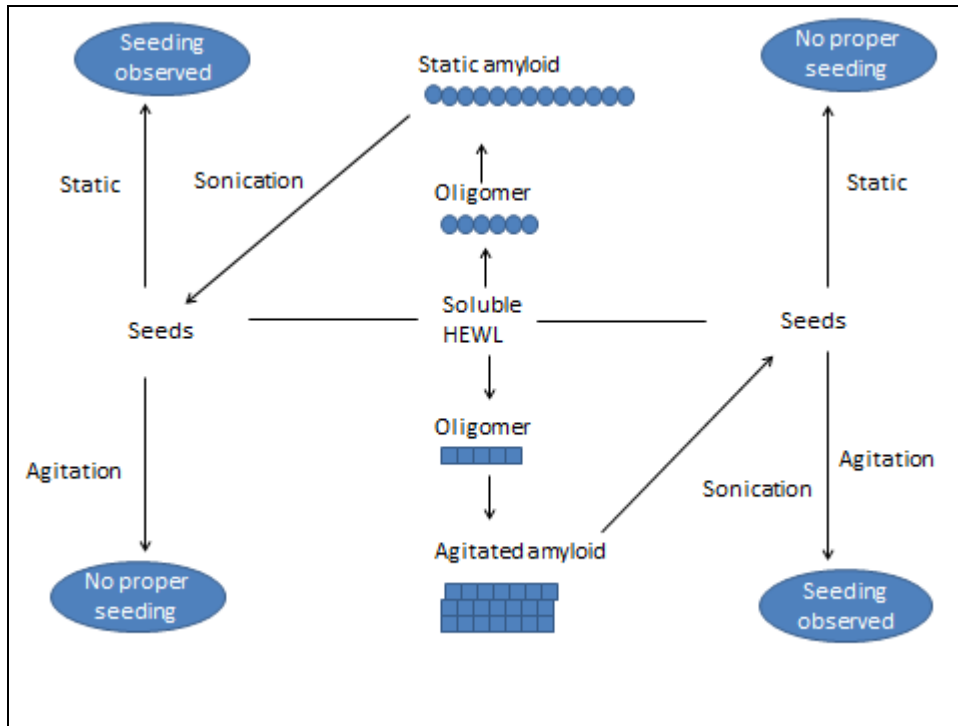 Seeding
observed
No proper
seeding
Static amyloid
Static
Sonication
Oligomer
Static
Seeds
Soluble
HEWL
Seeds
Oligomer
Agitation
Agitation
Sonication
Agitated amyloid
No proper
seeding
Seeding
observed